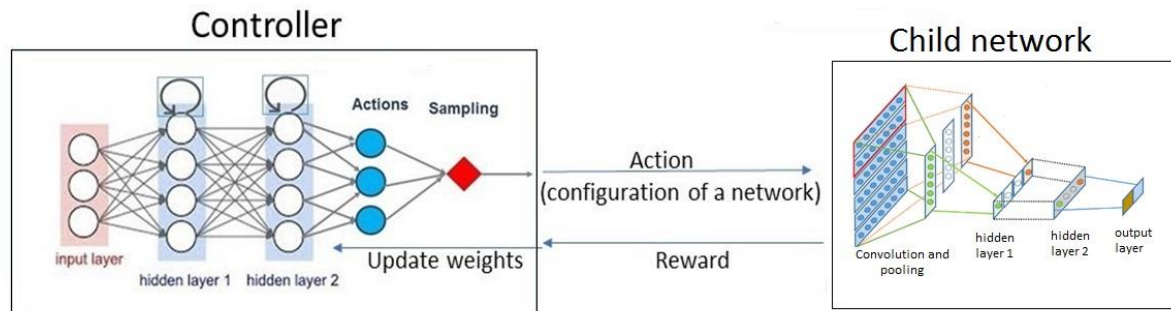 Controller
Child network
Actions
Sampling
input layer
hidden layer 1
hidden layer 2
Update weights
Action
(configuration of a network)
Reward
Convolution and
pooling
hidden
layer 1
hidden
layer 2
output
layer